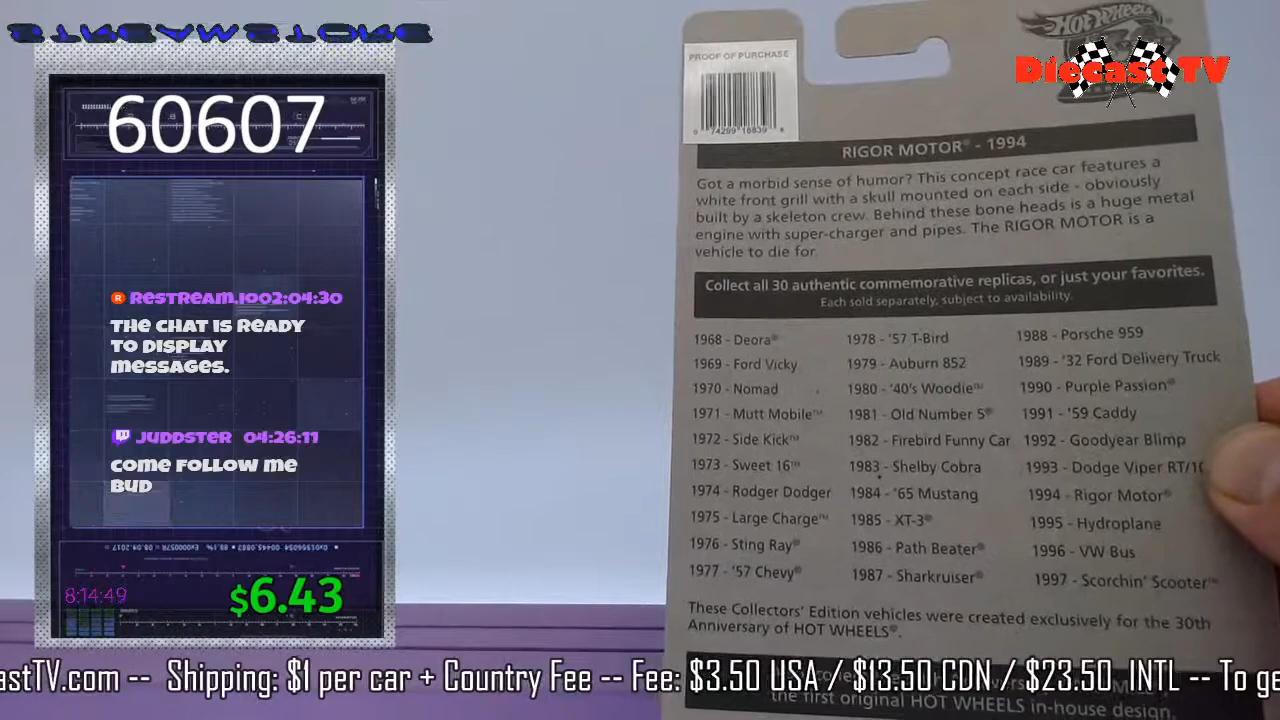 60607
Restream.io 02:04:30
The chat is ready
to display
messages.
Juddster 04:26:11
Come follow me
bud
8:14:49
$6.43
PROOF OF PURCHASE
HOT WHEELS
Diecast TV
RIGOR MOTOR® - 1994
Got a morbid sense of humor? This concept race car features a
white front grill with a skull mounted on each side - obviously
built by a skeleton crew. Behind these bone heads is a huge metal
engine with super-charger and pipes. The RIGOR MOTOR is a
vehicle to die for.
Collect all 30 authentic commemorative replicas, or just your favorites.
Each sold separately, subject to availability.
1968 - Deora®
1969 - Ford Vicky
1970 - Nomad
1971 - Mutt Mobile™
1972 - Side Kick™
1973 - Sweet 16™
1974 - Rodger Dodger
1975 - Large Charge™
1976 - Sting Ray®
1977 - '57 Chevy®
1978 - '57 T-Bird
1979 - Auburn 852
1980 - '40's Woodie™
1981 - Old Number 5®
1982 - Firebird Funny Car
1983 - Shelby Cobra
1984 - '65 Mustang
1985 - XT-3®
1986 - Path Beater®
1987 - Sharkruiser®
1988 - Porsche 959
1989 - '32 Ford Delivery Truck
1990 - Purple Passion®
1991 - '59 Caddy
1992 - Goodyear Blimp
1993 - Dodge Viper RT/10
1994 - Rigor Motor®
1995 - Hydroplane
1996 - VW Bus
1997 - Scorchin' Scooter™
These Collectors' Edition vehicles were created exclusively for the 30th
Anniversary of HOT WHEELS®.
the first original HOT WHEELS in-house design.
astTV.com -- Shipping: $1 per car + Country Fee -- Fee: $3.50 USA / $13.50 CDN / $23.50 INTL -- To ge